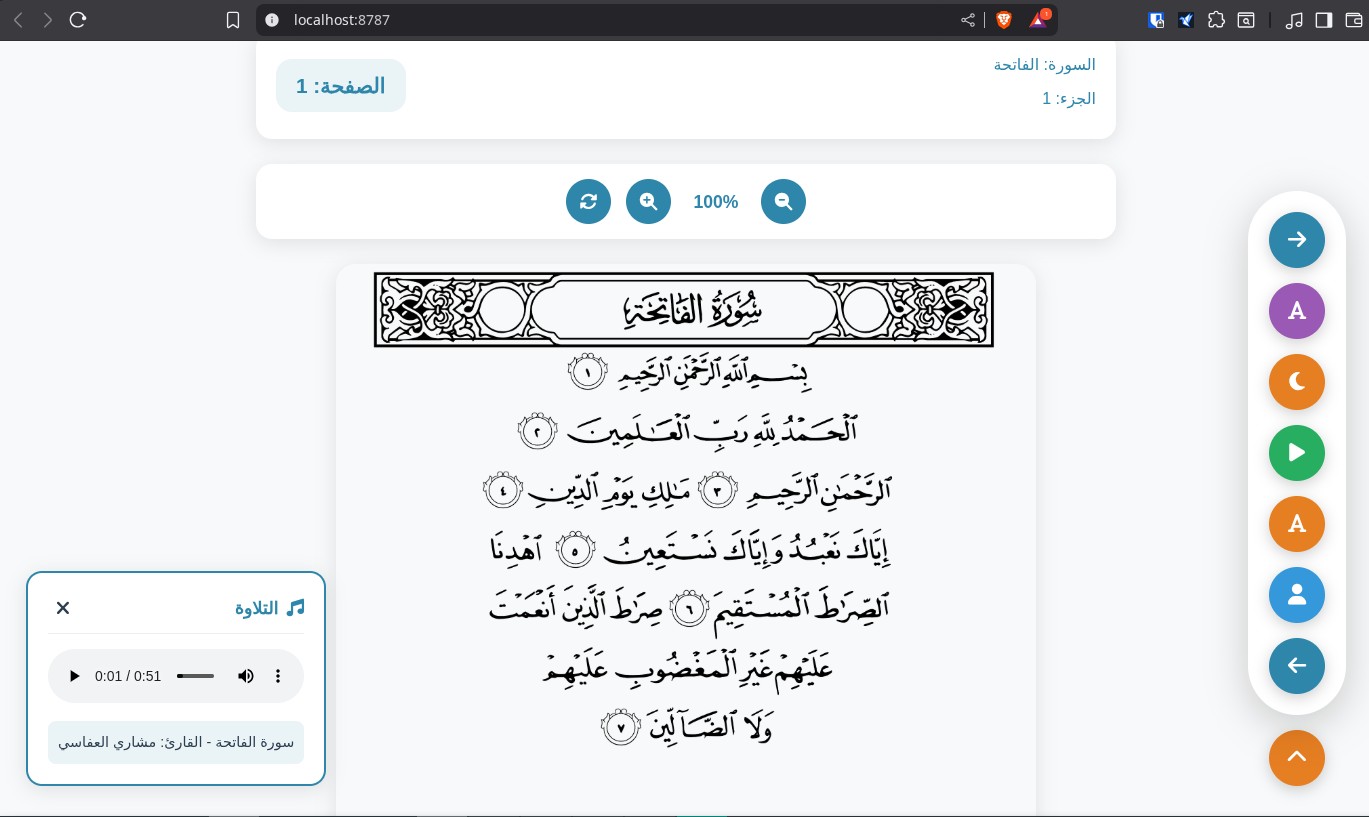 localhost:8787
السورة: الفاتحة
الجزء: 1
الصفحة: 1
100%
سُورَةُ الفَاتِحَةِ
بِسۡمِ ٱللَّهِ ٱلرَّحۡمَٰنِ ٱلرَّحِيمِ ١
ٱلۡحَمۡدُ لِلَّهِ رَبِّ ٱلۡعَٰلَمِينَ ٢
ٱلرَّحۡمَٰنِ ٱلرَّحِيمِ ٣ مَٰلِكِ يَوۡمِ ٱلدِّينِ ٤
إِيَّاكَ نَعۡبُدُ وَإِيَّاكَ نَسۡتَعِينُ ٥ ٱهۡدِنَا
ٱلصِّرَٰطَ ٱلۡمُسۡتَقِيمَ ٦ صِرَٰطَ ٱلَّذِينَ أَنۡعَمۡتَ
عَلَيۡهِمۡ غَيۡرِ ٱلۡمَغۡضُوبِ عَلَيۡهِمۡ
وَلَا ٱلضَّآلِّينَ ٧
التلاوة
0:01 / 0:51
سورة الفاتحة - القارئ: مشاري العفاسي
A
A